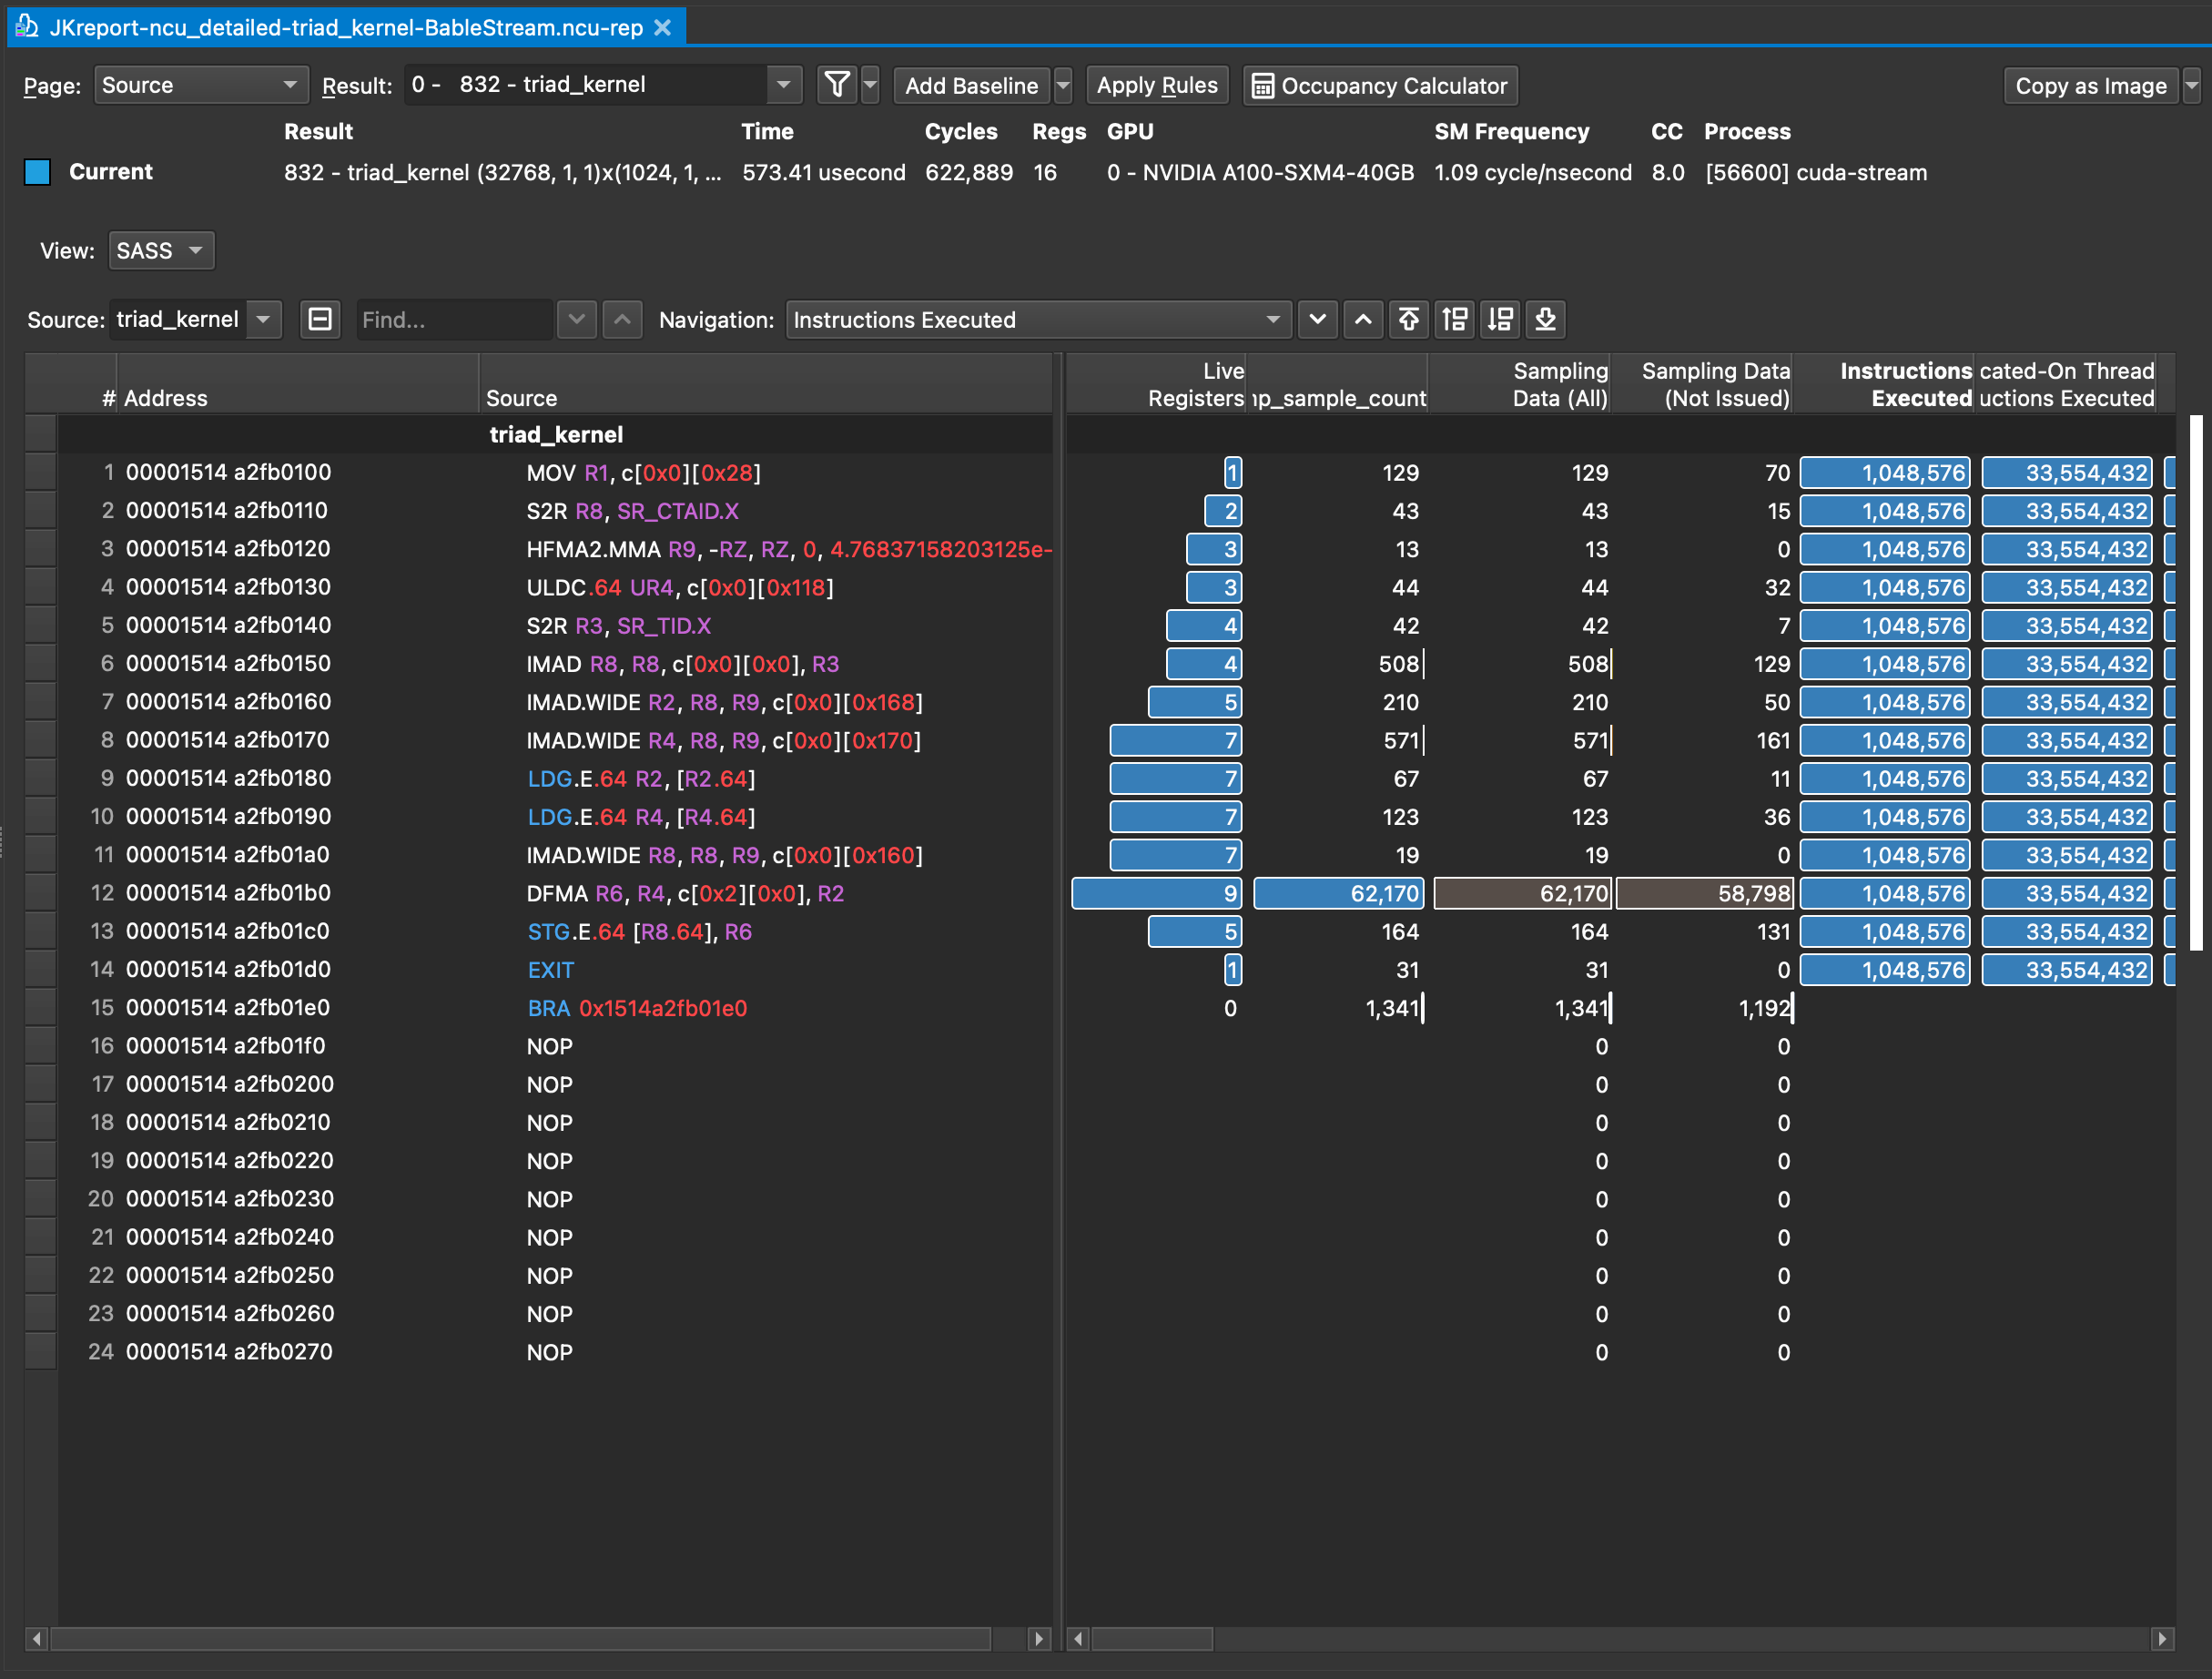 JKreport-ncu_detailed-triad_kernel-BableStream.ncu-rep
Page: Source Result: 0 - 832 - triad_kernel Add Baseline Apply Rules Occupancy Calculator Copy as Image
Result Time Cycles Regs GPU SM Frequency CC Process
Current 832 - triad_kernel (32768, 1, 1)x(1024, 1, ... 573.41 usecond 622,889 16 0 - NVIDIA A100-SXM4-40GB 1.09 cycle/nsecond 8.0 [56600] cuda-stream
View: SASS
Source: triad_kernel Find... Navigation: Instructions Executed
Live Sampling Sampling Data Instructions cated-On Thread
# Address Source Registers np_sample_count Data (All) (Not Issued) Executed uctions Executed
triad_kernel
1 00001514 a2fb0100 MOV R1, c[0x0][0x28] 1 129 129 70 1,048,576 33,554,432
2 00001514 a2fb0110 S2R R8, SR_CTAID.X 2 43 43 15 1,048,576 33,554,432
3 00001514 a2fb0120 HFMA2.MMA R9, -RZ, RZ, 0, 4.76837158203125e- 3 13 13 0 1,048,576 33,554,432
4 00001514 a2fb0130 ULDC.64 UR4, c[0x0][0x118] 3 44 44 32 1,048,576 33,554,432
5 00001514 a2fb0140 S2R R3, SR_TID.X 4 42 42 7 1,048,576 33,554,432
6 00001514 a2fb0150 IMAD R8, R8, c[0x0][0x0], R3 4 508 508 129 1,048,576 33,554,432
7 00001514 a2fb0160 IMAD.WIDE R2, R8, R9, c[0x0][0x168] 5 210 210 50 1,048,576 33,554,432
8 00001514 a2fb0170 IMAD.WIDE R4, R8, R9, c[0x0][0x170] 7 571 571 161 1,048,576 33,554,432
9 00001514 a2fb0180 LDG.E.64 R2, [R2.64] 7 67 67 11 1,048,576 33,554,432
10 00001514 a2fb0190 LDG.E.64 R4, [R4.64] 7 123 123 36 1,048,576 33,554,432
11 00001514 a2fb01a0 IMAD.WIDE R8, R8, R9, c[0x0][0x160] 7 19 19 0 1,048,576 33,554,432
12 00001514 a2fb01b0 DFMA R6, R4, c[0x2][0x0], R2 9 62,170 62,170 58,798 1,048,576 33,554,432
13 00001514 a2fb01c0 STG.E.64 [R8.64], R6 5 164 164 131 1,048,576 33,554,432
14 00001514 a2fb01d0 EXIT 1 31 31 0 1,048,576 33,554,432
15 00001514 a2fb01e0 BRA 0x1514a2fb01e0 0 1,341 1,341 1,192
16 00001514 a2fb01f0 NOP 0 0
17 00001514 a2fb0200 NOP 0 0
18 00001514 a2fb0210 NOP 0 0
19 00001514 a2fb0220 NOP 0 0
20 00001514 a2fb0230 NOP 0 0
21 00001514 a2fb0240 NOP 0 0
22 00001514 a2fb0250 NOP 0 0
23 00001514 a2fb0260 NOP 0 0
24 00001514 a2fb0270 NOP 0 0